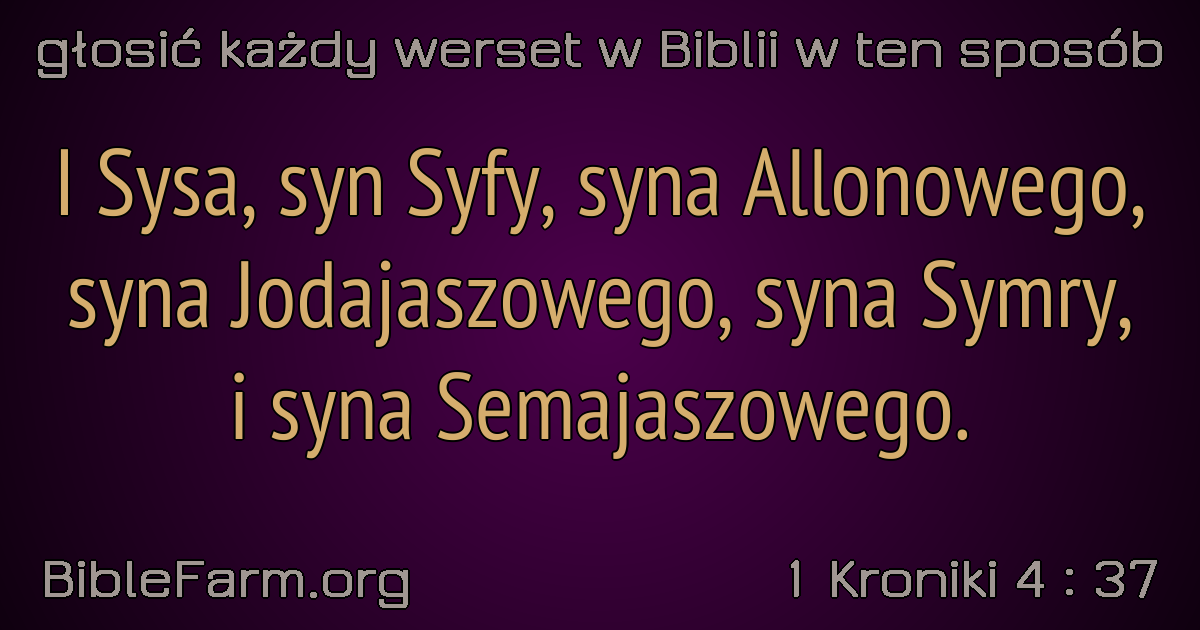 głosić każdy werset w Biblii w ten sposób
I Sysa, syn Syfy, syna Allonowego,
syna Jodajaszowego, syna Symry,
i syna Semajaszowego.
BibleFarm.org
1 Kroniki 4 : 37